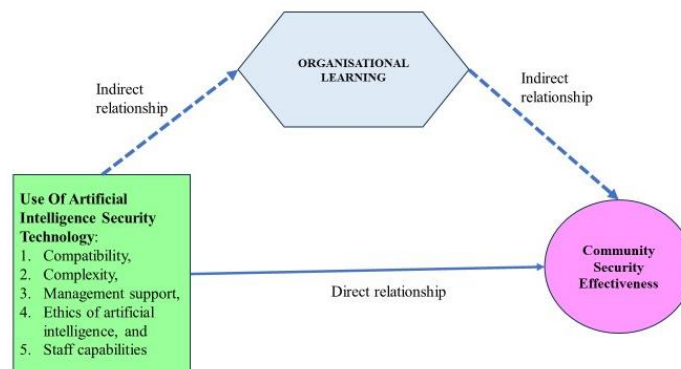 ORGANISATIONAL
LEARNING
Indirect
relationship
Indirect
relationship
Use Of Artificial
Intelligence Security
Technology:
1. Compatibility,
2. Complexity,
3. Management support,
4. Ethics of artificial
intelligence, and
5. Staff capabilities
Community
Security
Effectiveness
Direct relationship